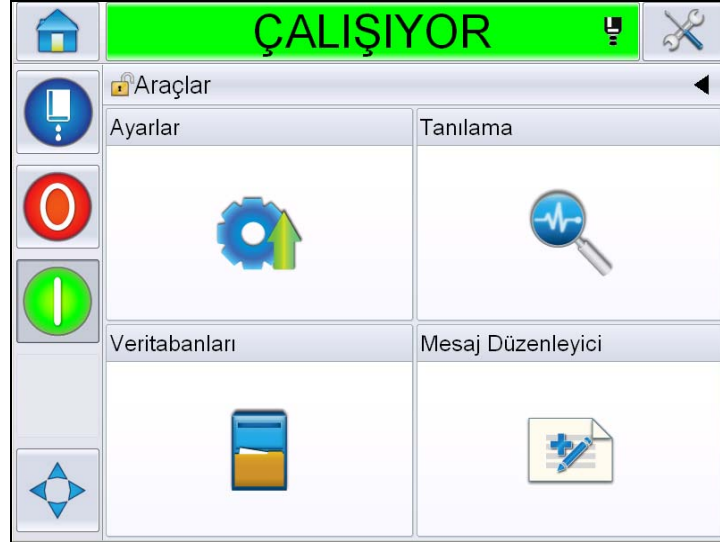 ÇALIŞIYOR
Araçlar
Ayarlar
Tanılama
Veritabanları
Mesaj Düzenleyici